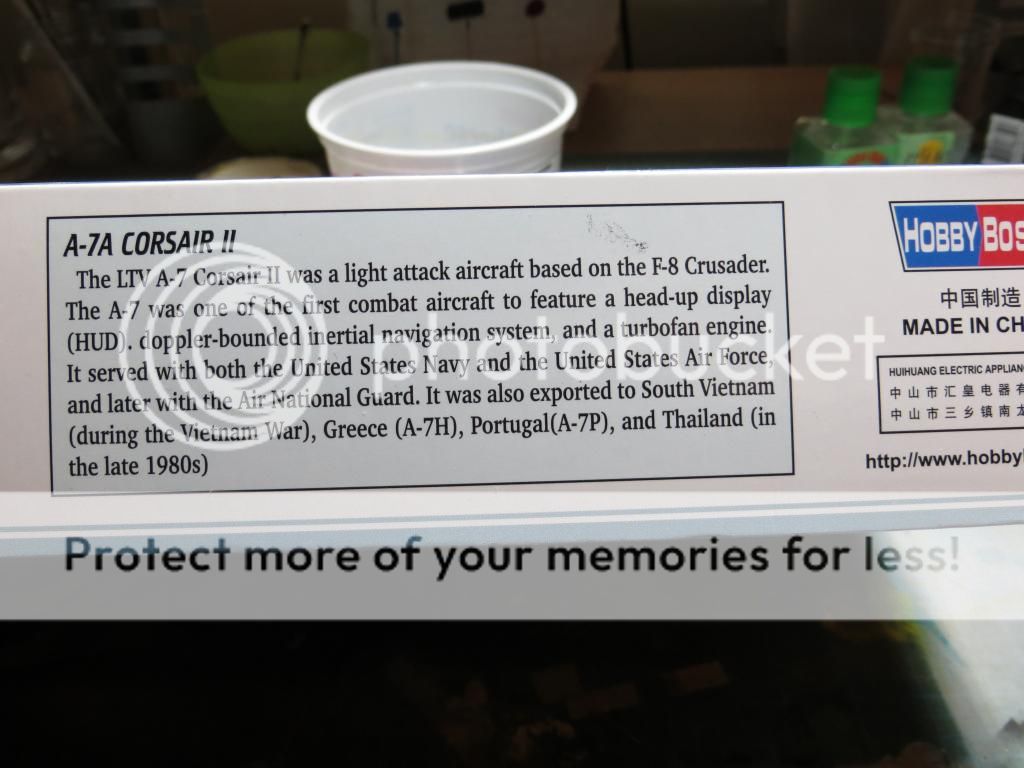 A-7A CORSAIR II
The LTV A-7 Corsair II was a light attack aircraft based on the F-8 Crusader.
The A-7 was one of the first combat aircraft to feature a head-up display
(HUD). doppler-bounded inertial navigation system, and a turbofan engine.
It served with both the United States Navy and the United States Air Force,
and later with the Air National Guard. It was also exported to South Vietnam
(during the Vietnam War), Greece (A-7H), Portugal(A-7P), and Thailand (in
the late 1980s)
HOBBY BOS
中国制造
MADE IN CH
HUIHUANG ELECTRIC APPLIAN
中山市汇皇电器有
中山市三乡镇南
http://www.hobby
photobucket
Protect more of your memories for less!